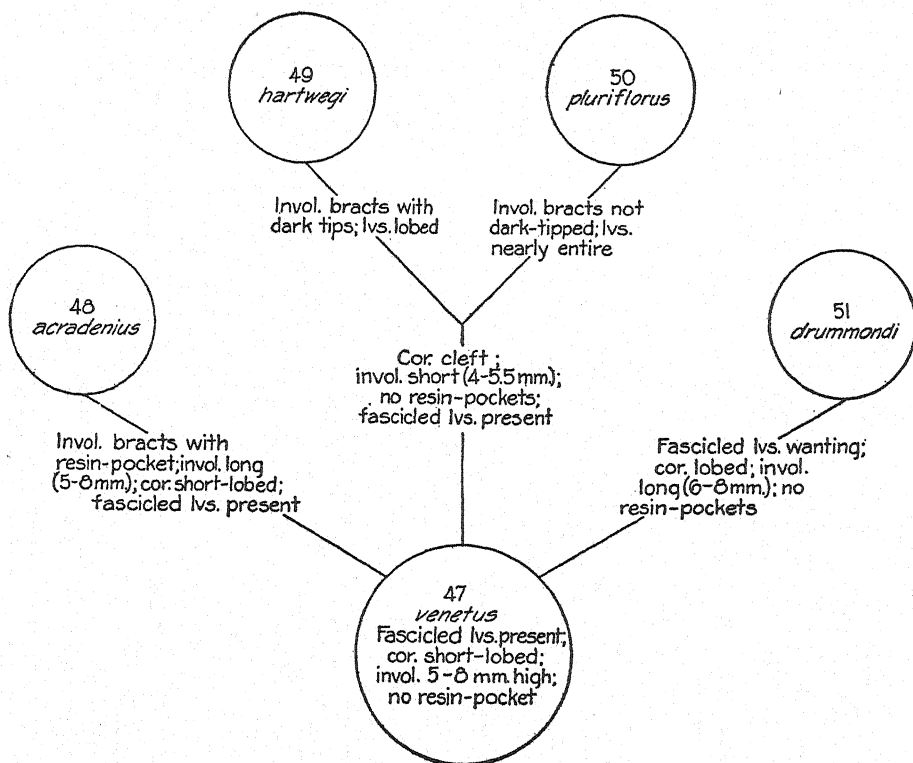 49
hartwegi
50
pluriflorus
Invol. bracts with
dark tips; lvs. lobed
Invol. bracts not
dark-tipped; lvs.
nearly entire
48
acradenius
51
drummondi
Cor. cleft ;
invol. short (4-5.5 mm.);
no resin-pockets;
fascicled lvs. present
Invol. bracts with
resin-pocket; invol. long
(5-8 mm.); cor. short-lobed;
fascicled lvs. present
Fascicled lvs. wanting;
cor. lobed; invol.
long (6-8 mm.); no
resin-pockets
47
venetus
Fascicled lvs. present;
cor. short-lobed;
invol. 5-8 mm. high;
no resin-pocket